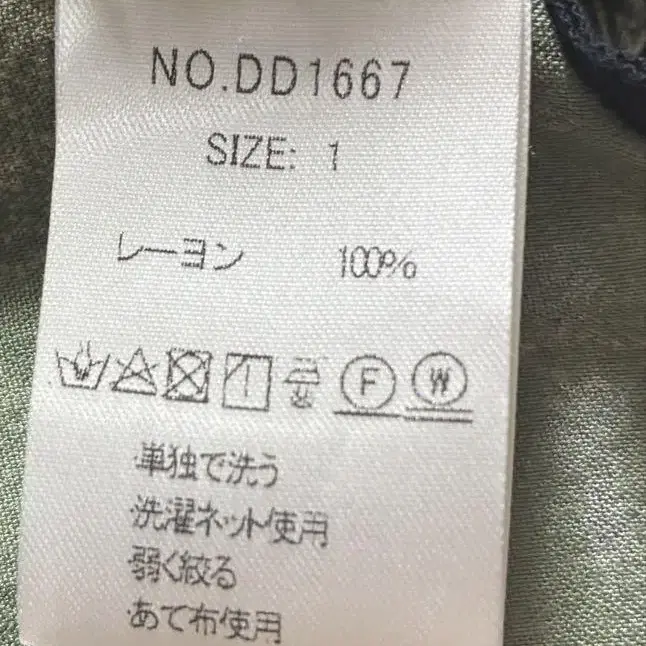 NO.DD1667
SIZE: 1
レーヨン 100%
F W
・単独で洗う
・洗濯ネット使用
・弱く絞る
・あて布使用